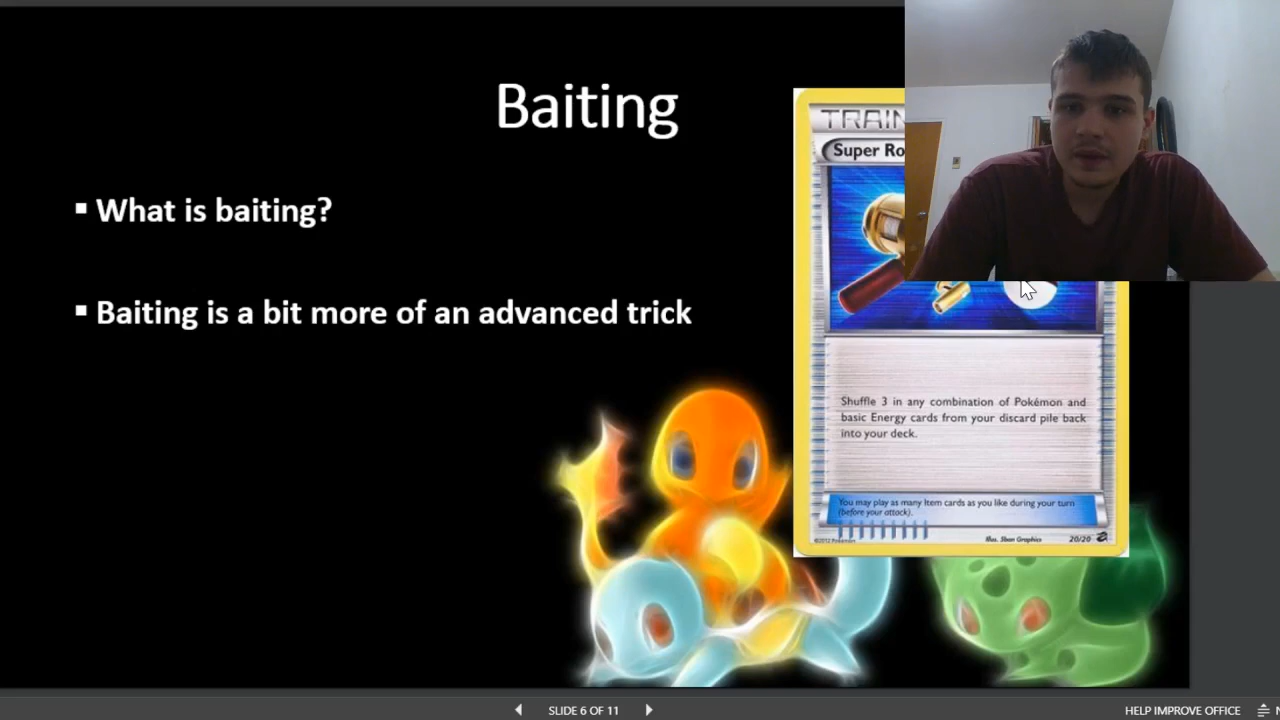 Baiting
▪ What is baiting?
▪ Baiting is a bit more of an advanced trick
TRAIN
Super Ro
Shuffle 3 in any combination of Pokémon and
basic Energy cards from your discard pile back
into your deck.
You may play as many Item cards as you like during your turn
(before your attack).
©2012 Pokémon
Illus. 5ban Graphics
20/20
SLIDE 6 OF 11
HELP IMPROVE OFFICE
N